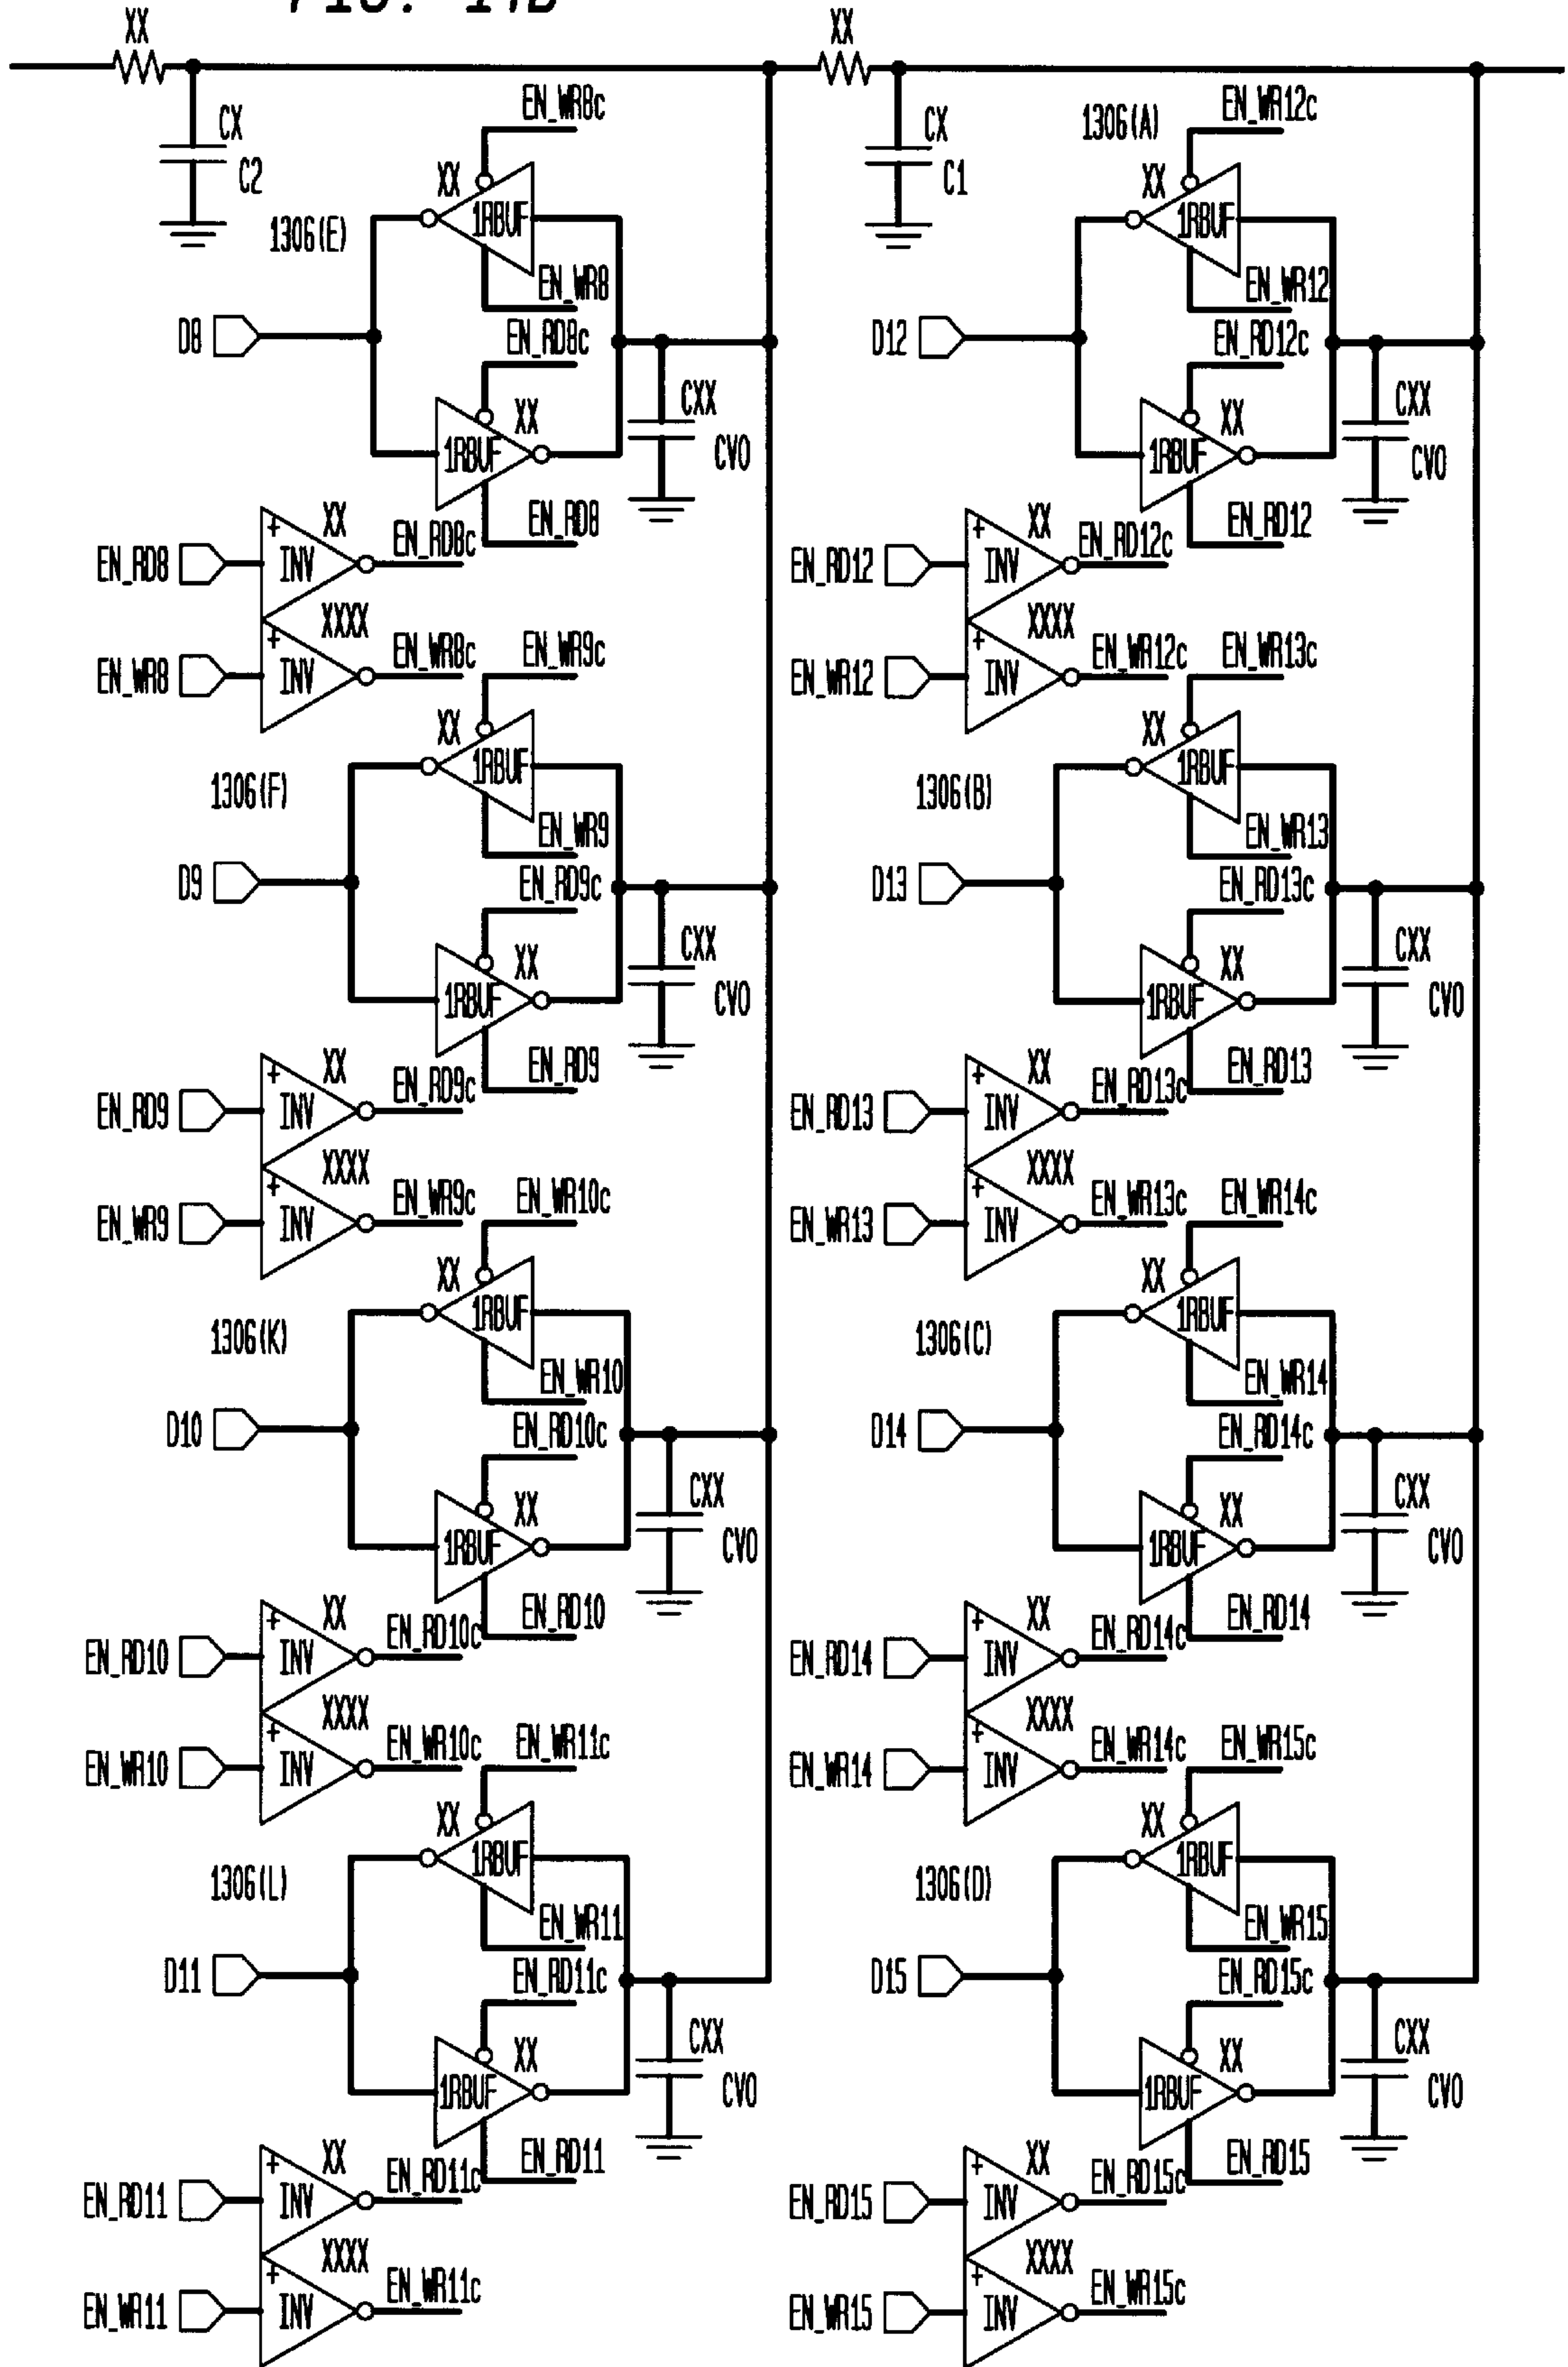 XX
CX
C2
EN_WR8c
XX
1RBUF
1306(E)
EN_WR8
D8
EN_RD8c
XX
1RBUF
CXX
CVO
EN_RD8
EN_RD8
+
INV
XX
EN_RD8c
XXXX
EN_WR8
+
INV
EN_WR8c
EN_WR9c
XX
1RBUF
1306(F)
EN_WR9
D9
EN_RD9c
XX
1RBUF
CXX
CVO
EN_RD9
EN_RD9
+
INV
XX
EN_RD9c
XXXX
EN_WR9
+
INV
EN_WR9c
EN_WR10c
XX
1RBUF
1306(K)
EN_WR10
D10
EN_RD10c
XX
1RBUF
CXX
CVO
EN_RD10
EN_RD10
+
INV
XX
EN_RD10c
XXXX
EN_WR10
+
INV
EN_WR10c
EN_WR11c
XX
1RBUF
1306(L)
EN_WR11
D11
EN_RD11c
XX
1RBUF
CXX
CVO
EN_RD11
EN_RD11
+
INV
XX
EN_RD11c
XXXX
EN_WR11
+
INV
EN_WR11c
XX
CX
C1
1306(A)
EN_WR12c
XX
1RBUF
EN_WR12
D12
EN_RD12c
XX
1RBUF
CXX
CVO
EN_RD12
EN_RD12
+
INV
XX
EN_RD12c
XXXX
EN_WR12
+
INV
EN_WR12c
EN_WR13c
XX
1RBUF
1306(B)
EN_WR13
D13
EN_RD13c
XX
1RBUF
CXX
CVO
EN_RD13
EN_RD13
+
INV
XX
EN_RD13c
XXXX
EN_WR13
+
INV
EN_WR13c
EN_WR14c
XX
1RBUF
1306(C)
EN_WR14
D14
EN_RD14c
XX
1RBUF
CXX
CVO
EN_RD14
EN_RD14
+
INV
XX
EN_RD14c
XXXX
EN_WR14
+
INV
EN_WR14c
EN_WR15c
XX
1RBUF
1306(D)
EN_WR15
D15
EN_RD15c
XX
1RBUF
CXX
CVO
EN_RD15
EN_RD15
+
INV
XX
EN_RD15c
XXXX
EN_WR15
+
INV
EN_WR15c